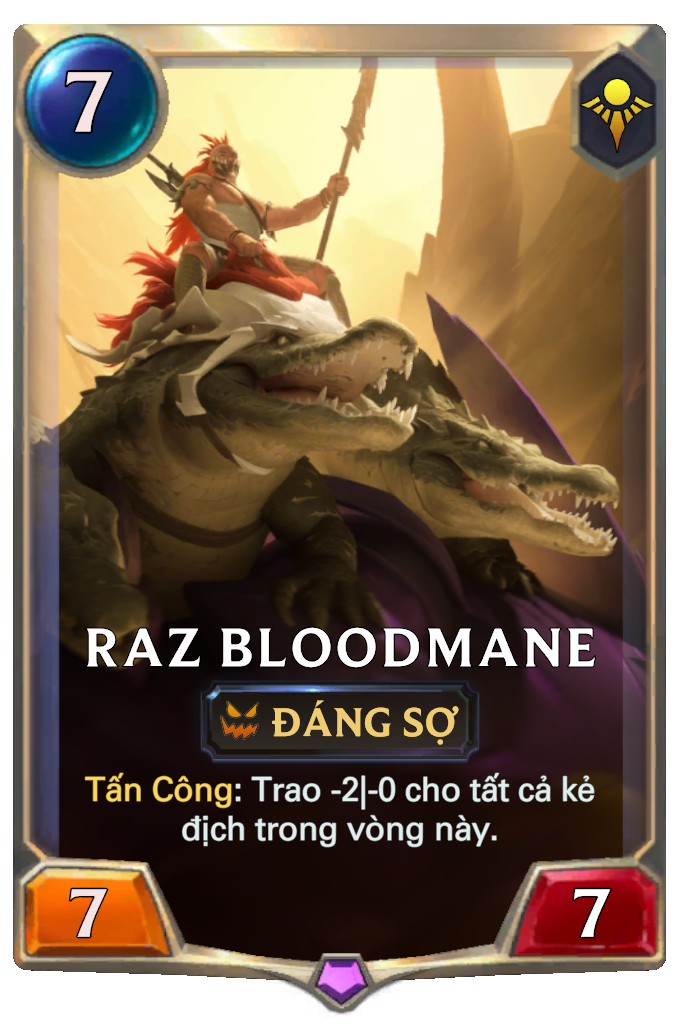 7
RAZ BLOODMANE
ĐÁNG SỢ
Tấn Công: Trao -2|-0 cho tất cả kẻ
địch trong vòng này.
7
7